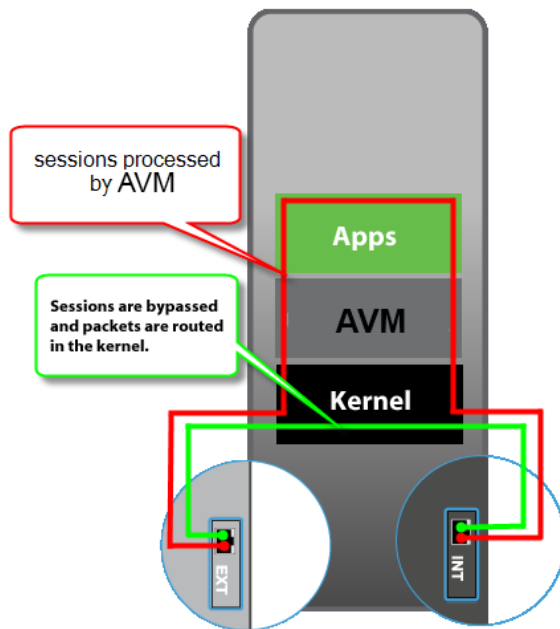 sessions processed
by AVM
Apps
Sessions are bypassed
and packets are routed
in the kernel.
AVM
Kernel
EXT
INT